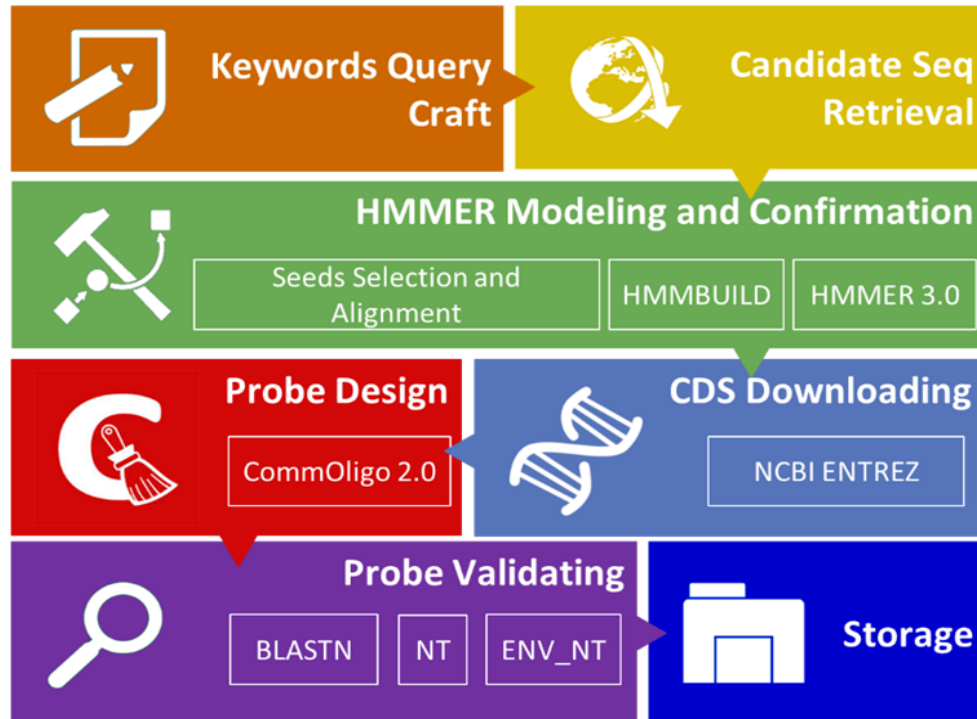 Keywords Query
Craft
Candidate Seq
Retrieval
HMMER Modeling and Confirmation
Seeds Selection and
Alignment
HMMBUILD
HMMER 3.0
Probe Design
CommOligo 2.0
CDS Downloading
NCBI ENTREZ
Probe Validating
BLASTN
NT
ENV_NT
Storage